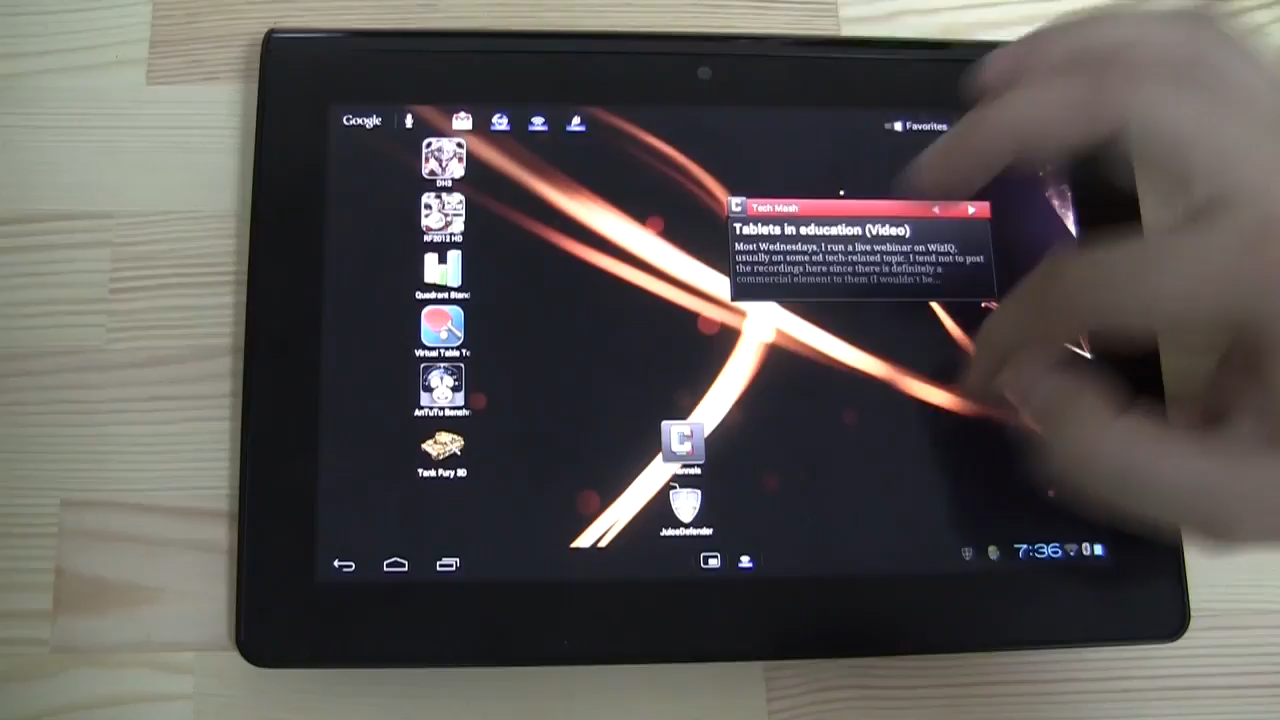 Google
Favorites
DH3
RF2012 HD
Quadrant Stand
Virtual Table Te
AnTuTu Benchm
Tank Fury 3D
Tech Mash
Tablets in education (Video)
Most Wednesdays, I run a live webinar on WizIQ,
usually on some ed tech-related topic. I tend not to post
the recordings here since there is definitely a
commercial element to them (I wouldn't be...
C
JuiceDefender
7:36